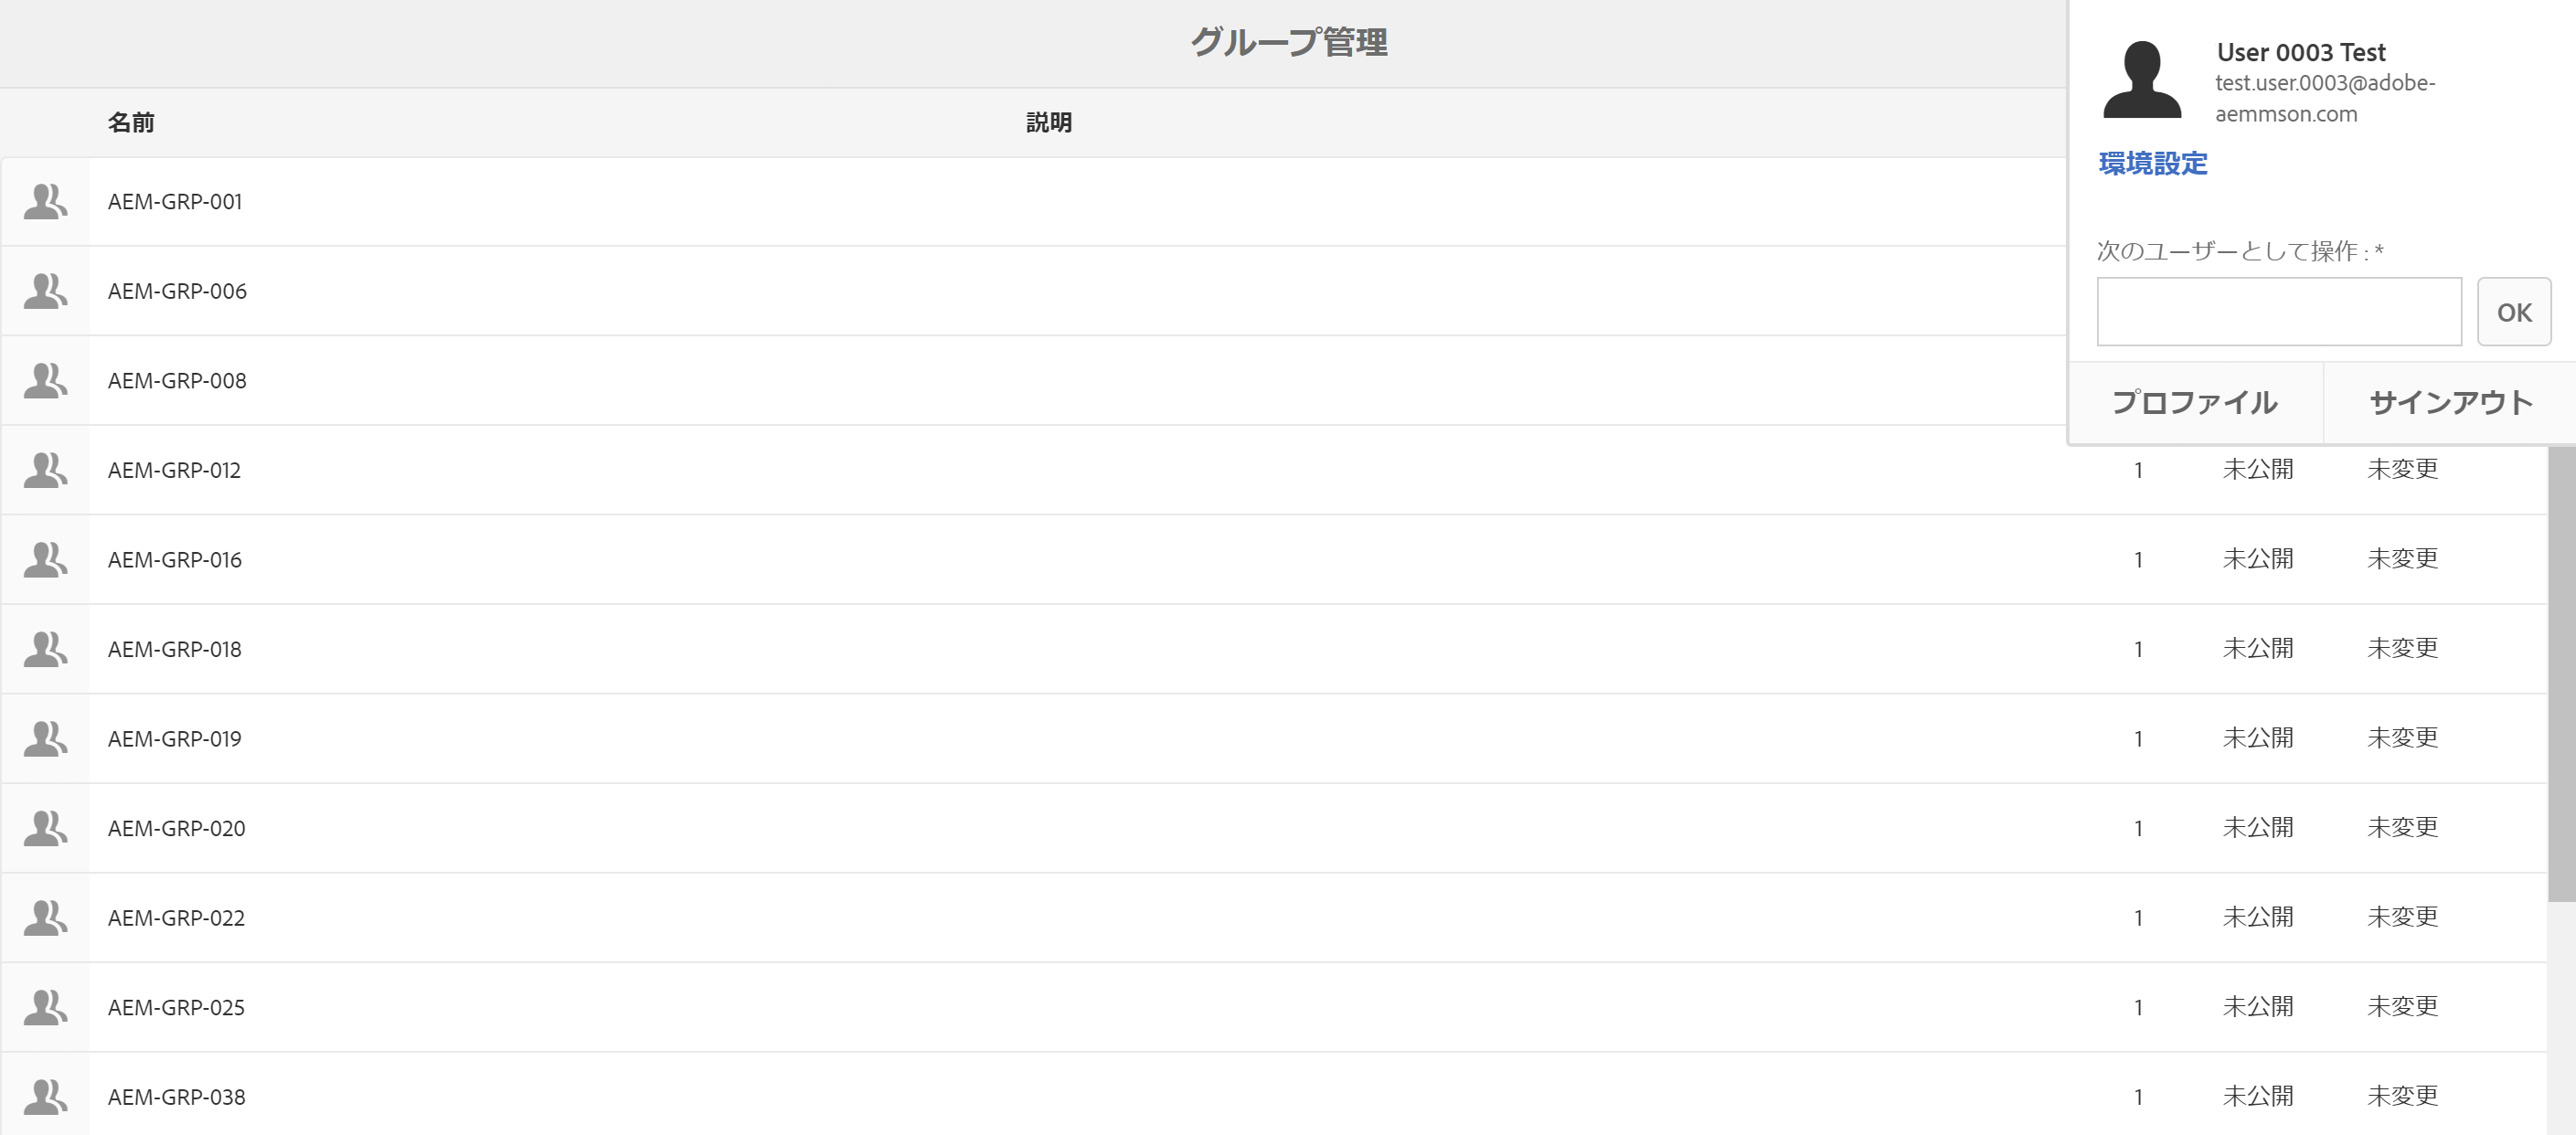 グループ管理
User 0003 Test
test.user.0003@adobe-
aemmson.com
環境設定
次のユーザーとして操作 : *
OK
プロファイル サインアウト
名前 説明
AEM-GRP-001
AEM-GRP-006
AEM-GRP-008
AEM-GRP-012 1 未公開 未変更
AEM-GRP-016 1 未公開 未変更
AEM-GRP-018 1 未公開 未変更
AEM-GRP-019 1 未公開 未変更
AEM-GRP-020 1 未公開 未変更
AEM-GRP-022 1 未公開 未変更
AEM-GRP-025 1 未公開 未変更
AEM-GRP-038 1 未公開 未変更